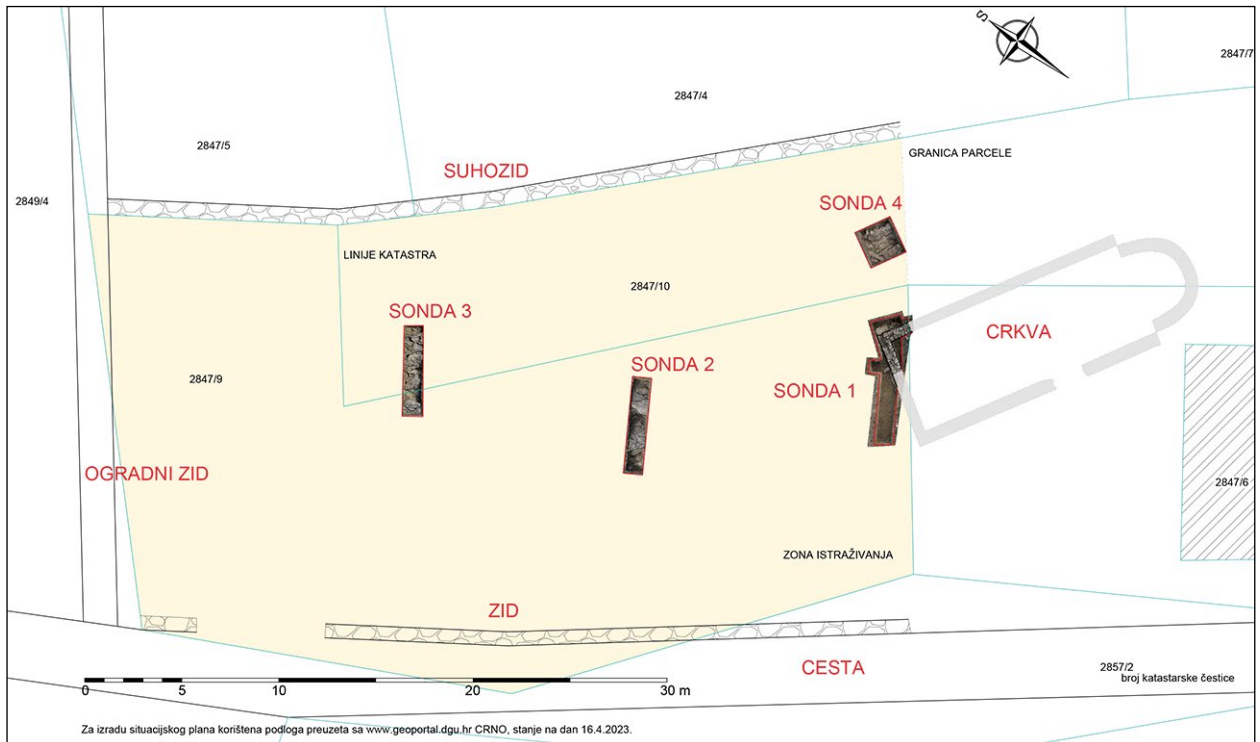 S
2847/7
2847/4
2847/5
GRANICA PARCELE
SUHOZID
2849/4
SONDA 4
LINIJE KATASTRA
2847/10
SONDA 3
CRKVA
SONDA 2
2847/9
SONDA 1
OGRADNI ZID
2847/6
ZONA ISTRAŽIVANJA
ZID
CESTA
2857/2
broj katastarske čestice
0 5 10 20 30 m
Za izradu situacijskog plana korištena podloga preuzeta sa www.geoportal.dgu.hr CRNO, stanje na dan 16.4.2023.